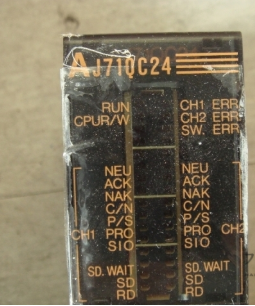 AJ71QC24
RUN CH1 ERR
CPUR/W CH2 ERR
SW. ERR
NEU NEU
ACK ACK
NAK NAK
C/N C/N
P/S P/S
CH1 PRO PRO CH2
SIO SIO
SD. WAIT SD. WAIT
SD SD
RD RD